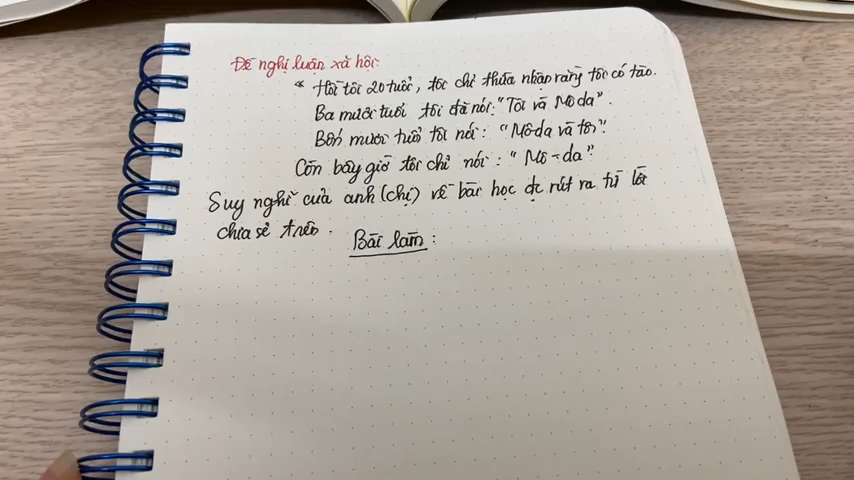 Đề nghị luận xã hội:
“ Hồi tôi 20 tuổi, tôi chỉ thừa nhận rằng tôi có tào.
Ba mươi tuổi tôi đã nói: "Tôi và Mô da".
Bốn mươi tuổi tôi nói: "Mô-da và tôi".
Còn bây giờ tôi chỉ nói: "Mô-da".
Suy nghĩ của anh (chị) về bài học đc rút ra từ lời
chia sẻ trên.
Bài làm: